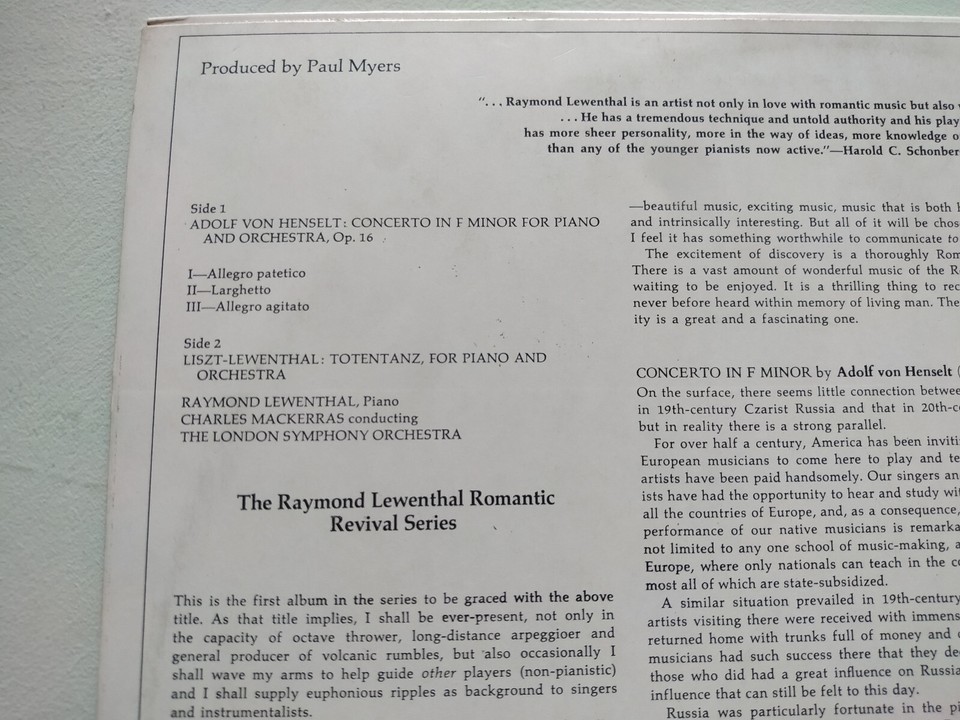 Produced by Paul Myers
"... Raymond Lewenthal is an artist not only in love with romantic music but also
... He has a tremendous technique and untold authority and his play
has more sheer personality, more in the way of ideas, more knowledge o
than any of the younger pianists now active."—Harold C. Schonber
Side 1
ADOLF VON HENSELT: CONCERTO IN F MINOR FOR PIANO
AND ORCHESTRA, Op. 16
I—Allegro patetico
II—Larghetto
III—Allegro agitato
Side 2
LISZT-LEWENTHAL: TOTENTANZ, FOR PIANO AND
ORCHESTRA
RAYMOND LEWENTHAL, Piano
CHARLES MACKERRAS conducting
THE LONDON SYMPHONY ORCHESTRA
The Raymond Lewenthal Romantic
Revival Series
This is the first album in the series to be graced with the above
title. As that title implies, I shall be ever-present, not only in
the capacity of octave thrower, long-distance arpeggioer and
general producer of volcanic rumbles, but also occasionally I
shall wave my arms to help guide other players (non-pianistic)
and I shall supply euphonious ripples as background to singers
and instrumentalists.
—beautiful music, exciting music, music that is both
and intrinsically interesting. But all of it will be chos
I feel it has something worthwhile to communicate to
The excitement of discovery is a thoroughly Rom
There is a vast amount of wonderful music of the R
waiting to be enjoyed. It is a thrilling thing to rec
never before heard within memory of living man. The
ity is a great and a fascinating one.
CONCERTO IN F MINOR by Adolf von Henselt (
On the surface, there seems little connection betwee
in 19th-century Czarist Russia and that in 20th-c
but in reality there is a strong parallel.
For over half a century, America has been inviti
European musicians to come here to play and te
artists have been paid handsomely. Our singers an
ists have had the opportunity to hear and study wi
all the countries of Europe, and, as a consequence,
performance of our native musicians is remarka
not limited to any one school of music-making, a
Europe, where only nationals can teach in the co
most all of which are state-subsidized.
A similar situation prevailed in 19th-century
artists visiting there were received with immens
returned home with trunks full of money and
musicians had such success there that they de
those who did had a great influence on Russia
influence that can still be felt to this day.
Russia was particularly fortunate in the pi